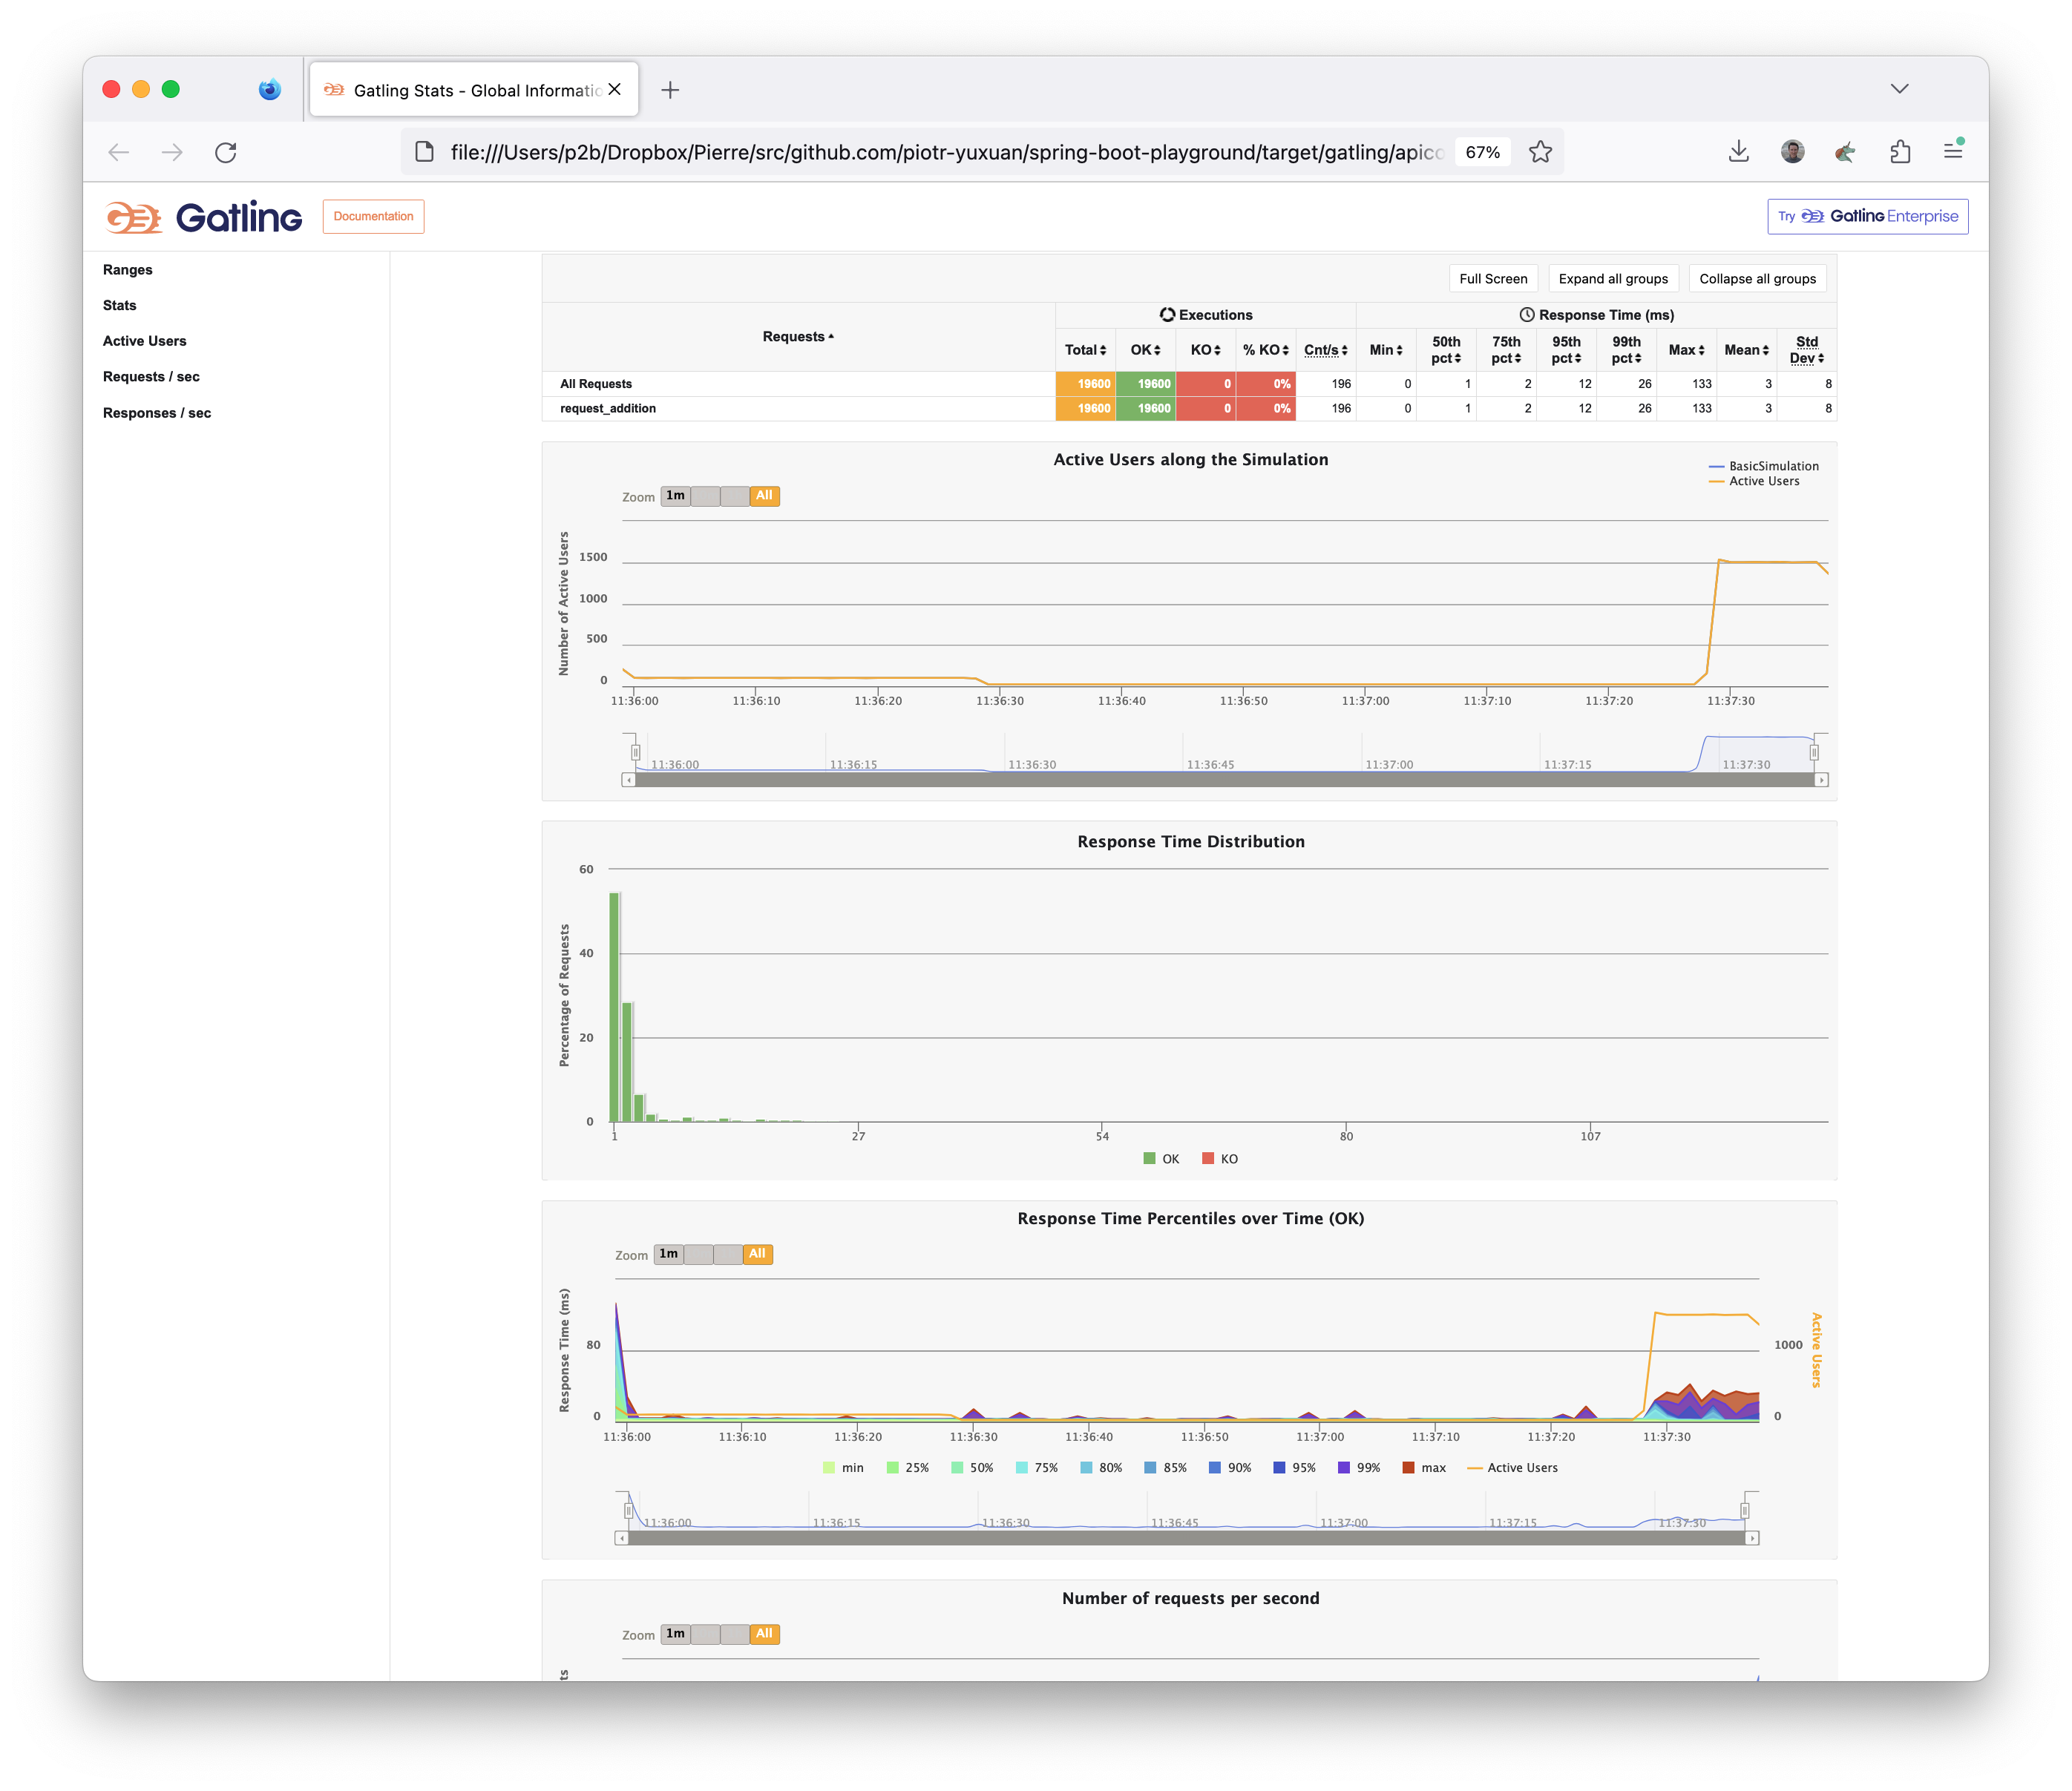 Gatling Stats - Global Informatio
file:///Users/p2b/Dropbox/Pierre/src/github.com/piotr-yuxuan/spring-boot-playground/target/gatling/apico
67%
Gatling
Documentation
Try Gatling Enterprise
Ranges
Stats
Active Users
Requests / sec
Responses / sec
Full Screen Expand all groups Collapse all groups
Requests Executions Response Time (ms)
Total OK KO % KO Cnt/s Min 50th pct 75th pct 95th pct 99th pct Max Mean Std Dev
All Requests 19600 19600 0 0% 196 0 1 2 12 26 133 3 8
request_addition 19600 19600 0 0% 196 0 1 2 12 26 133 3 8
Active Users along the Simulation
BasicSimulation
Active Users
Zoom 1m All
Number of Active Users
1500
1000
500
0
11:36:00 11:36:10 11:36:20 11:36:30 11:36:40 11:36:50 11:37:00 11:37:10 11:37:20 11:37:30
11:36:00 11:36:15 11:36:30 11:36:45 11:37:00 11:37:15 11:37:30
Response Time Distribution
Percentage of Requests
60
40
20
0
1 27 54 80 107
OK KO
Response Time Percentiles over Time (OK)
Zoom 1m All
Response Time (ms)
80
0
Active Users
1000
0
11:36:00 11:36:10 11:36:20 11:36:30 11:36:40 11:36:50 11:37:00 11:37:10 11:37:20 11:37:30
min 25% 50% 75% 80% 85% 90% 95% 99% max Active Users
11:36:00 11:36:15 11:36:30 11:36:45 11:37:00 11:37:15 11:37:30
Number of requests per second
Zoom 1m All
ts